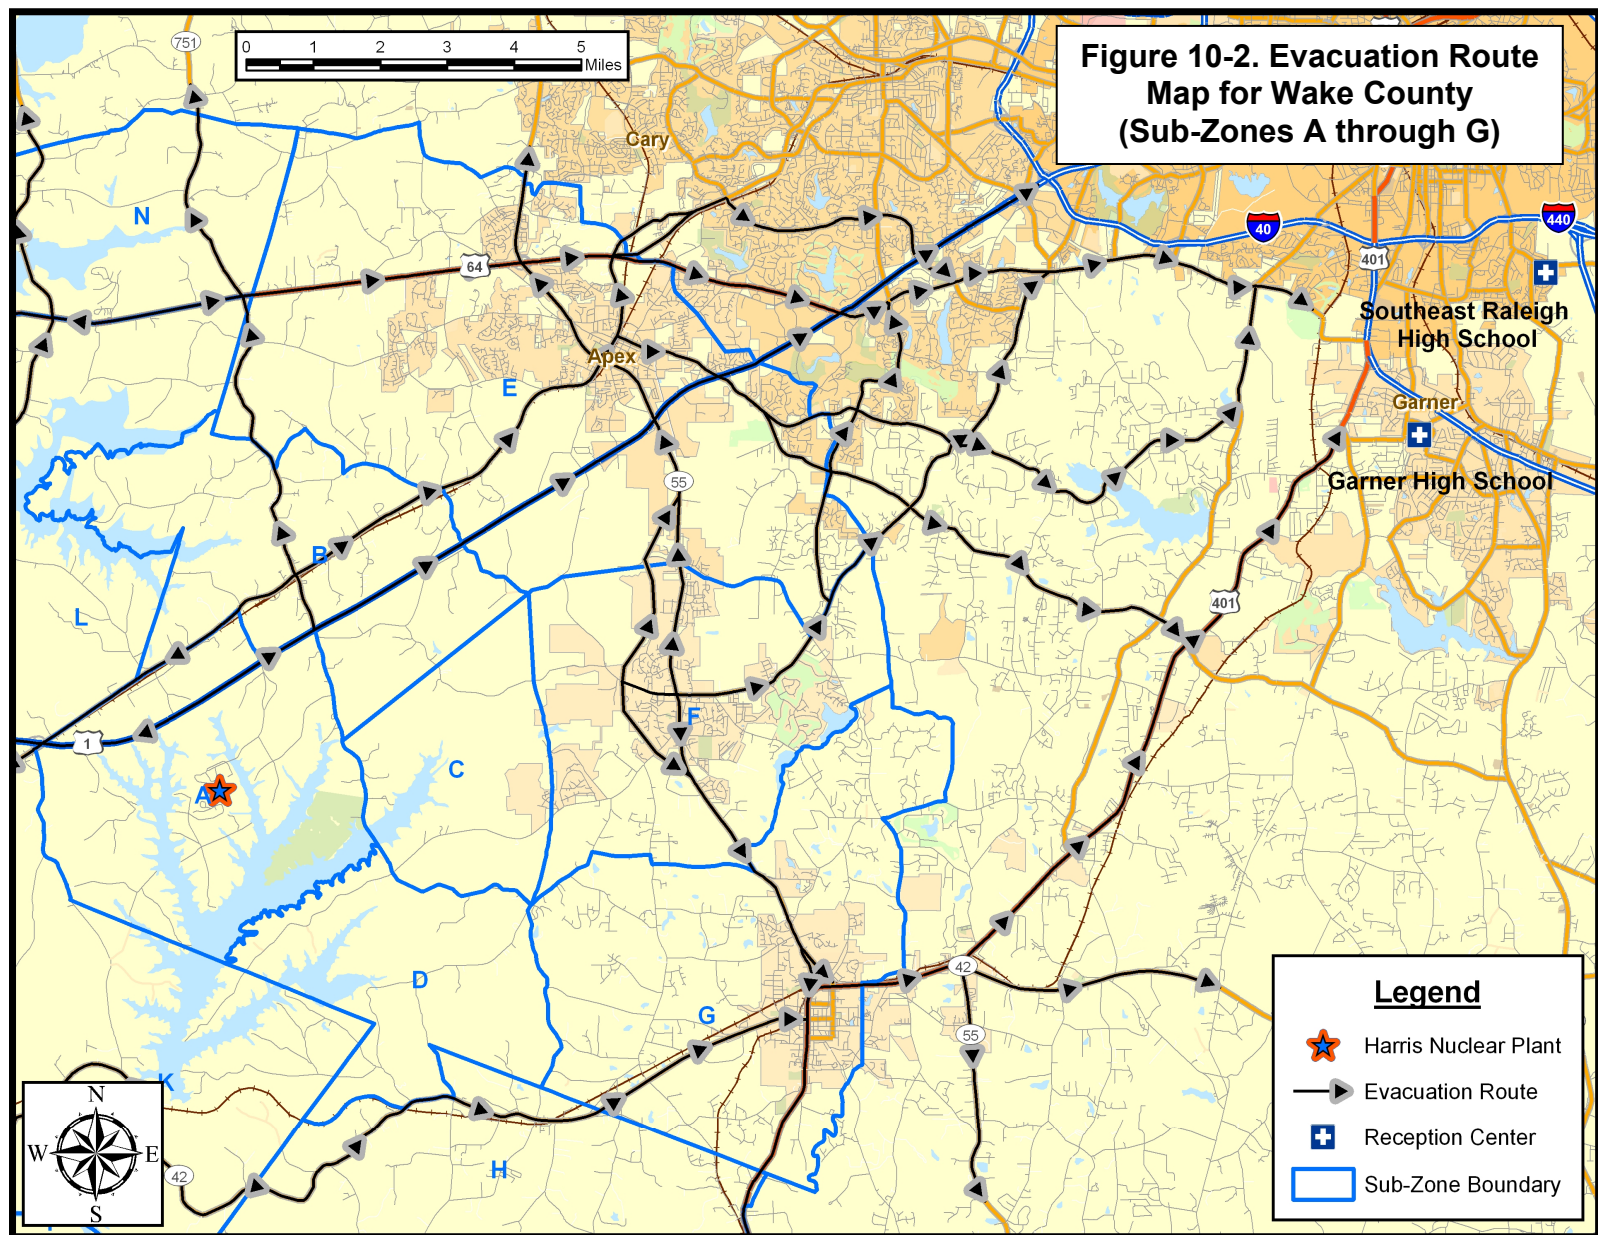 751
0 1 2 3 4 5
Miles
Figure 10-2. Evacuation Route
Map for Wake County
(Sub-Zones A through G)
Cary
N
40
440
64
401
Southeast Raleigh
High School
Apex
E
Garner
55
Garner High School
B
L
401
F
1
C
A
42
D
G
55
K
H
42
N
W E
S
Legend
Harris Nuclear Plant
Evacuation Route
Reception Center
Sub-Zone Boundary